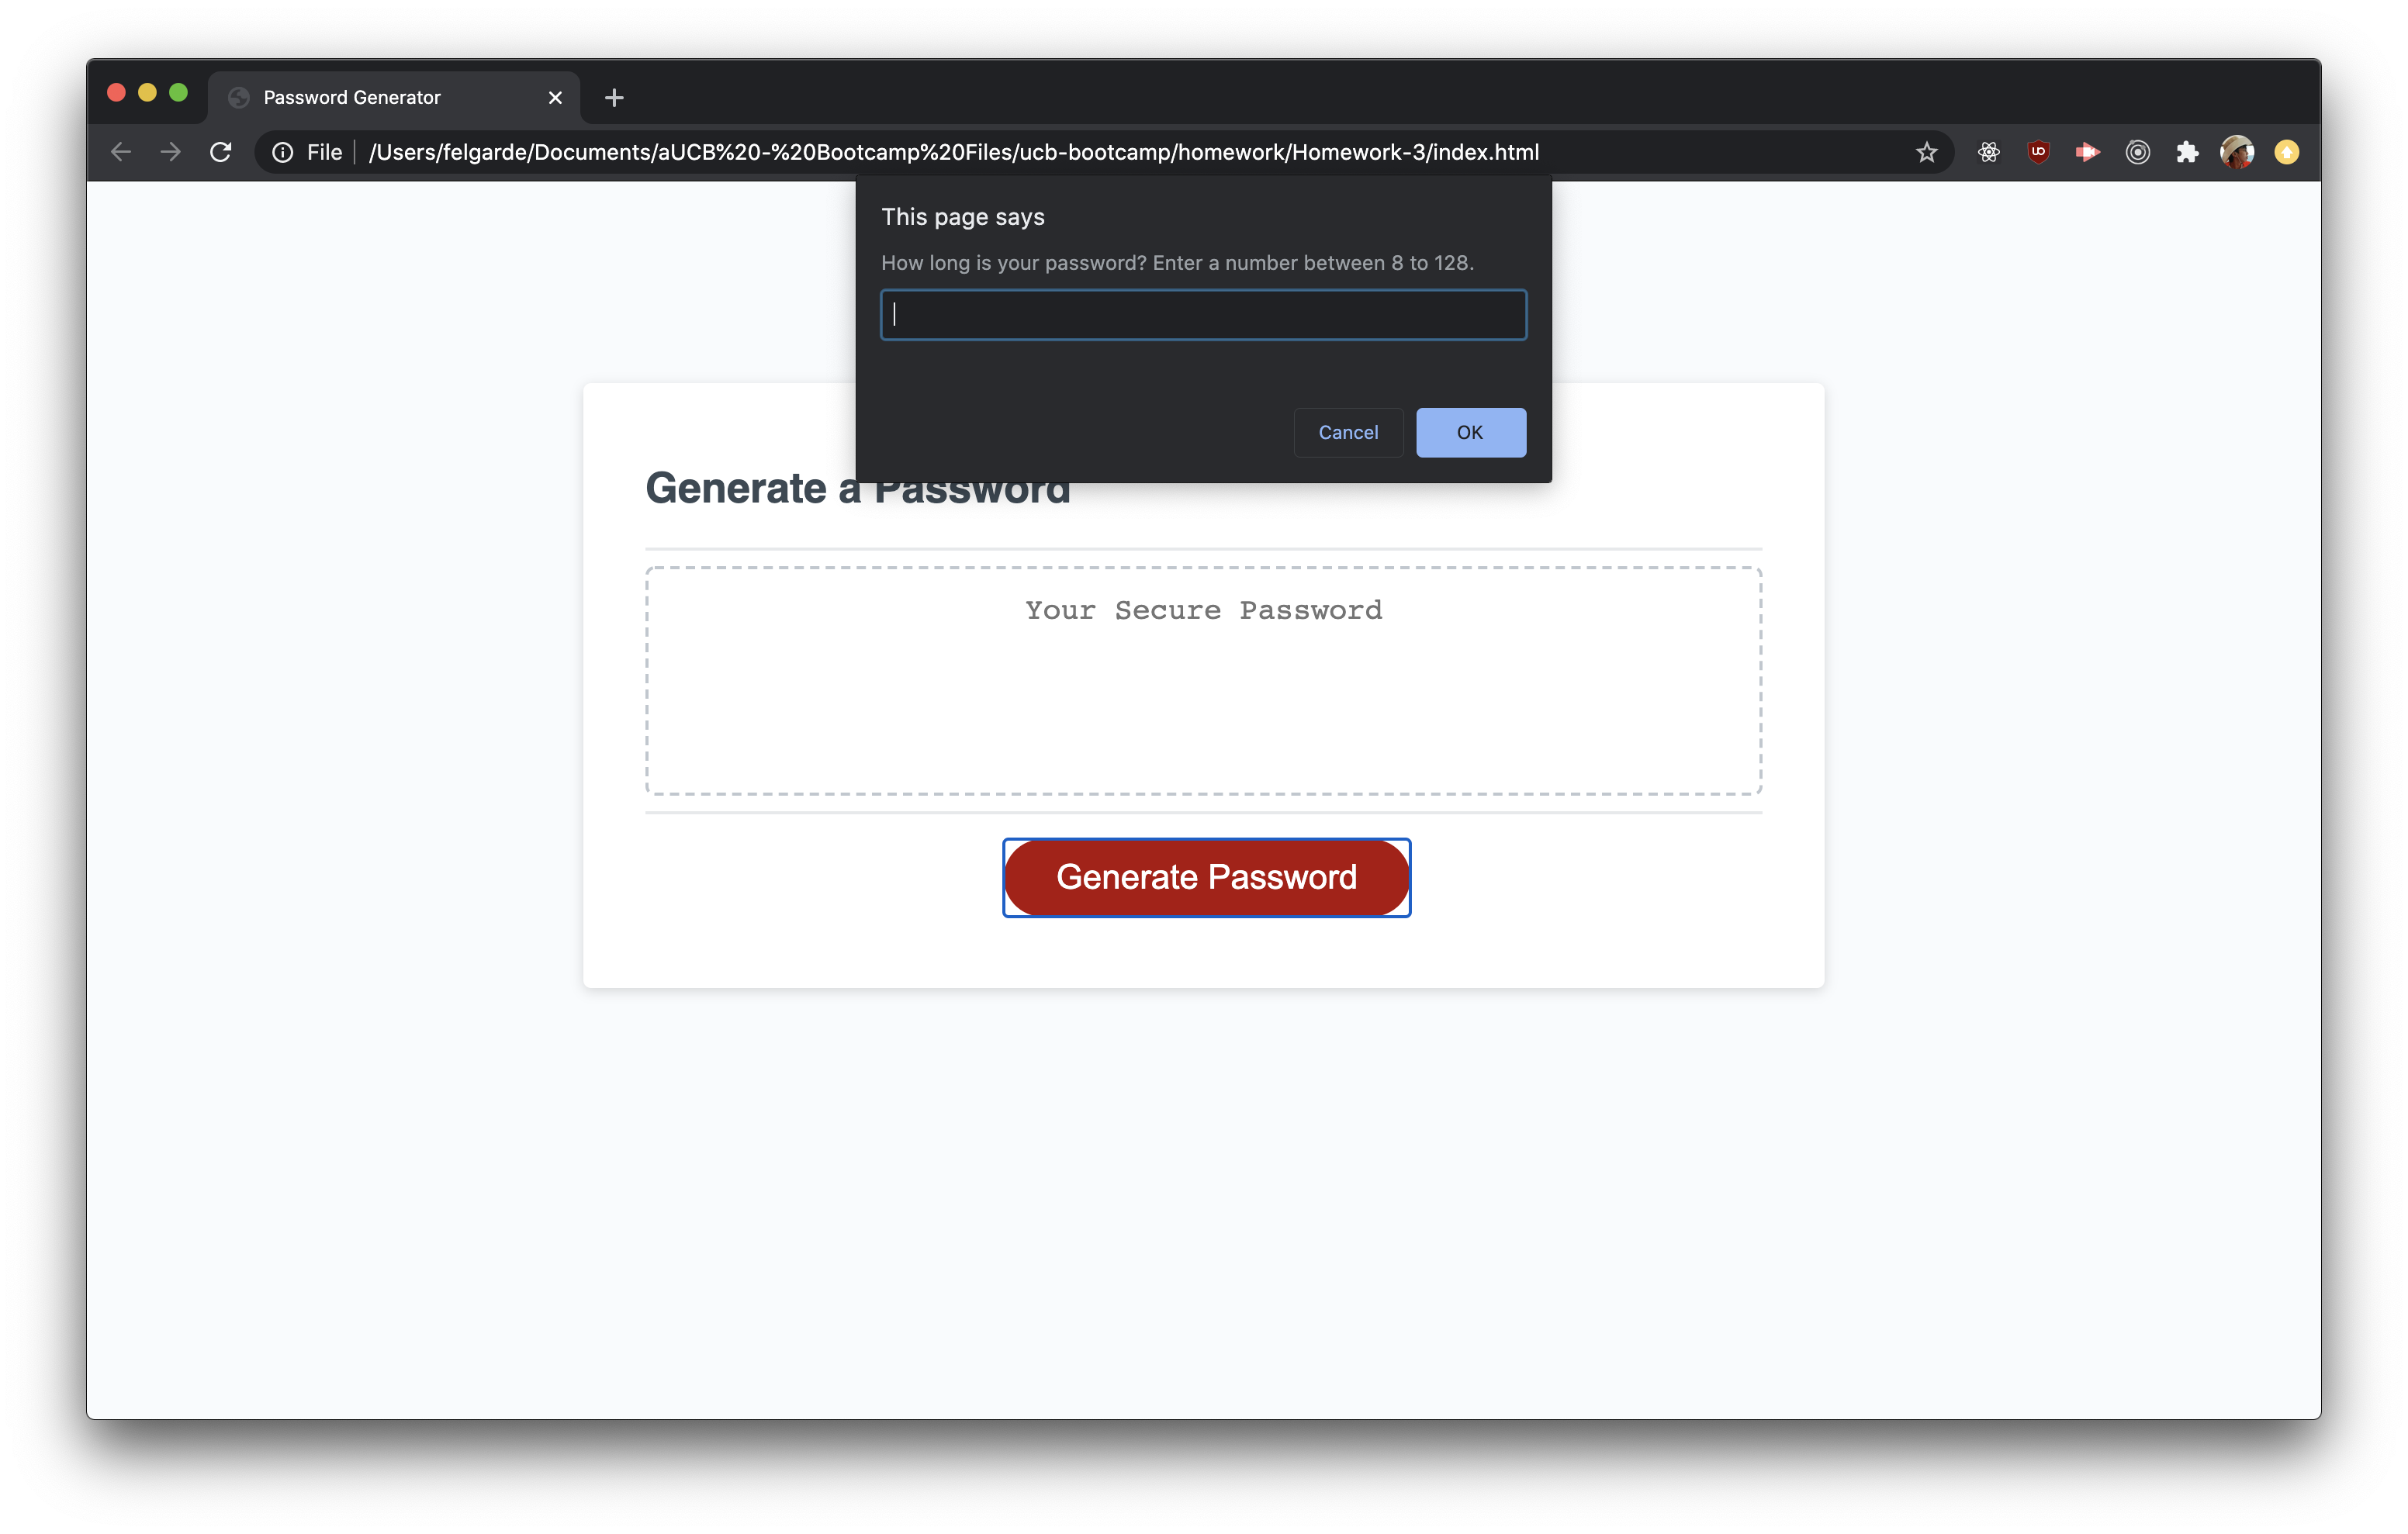 Password Generator
File
/Users/felgarde/Documents/aUCB%20-%20Bootcamp%20Files/ucb-bootcamp/homework/Homework-3/index.html
This page says
How long is your password? Enter a number between 8 to 128.
Cancel
OK
Generate a Password
Your Secure Password
Generate Password